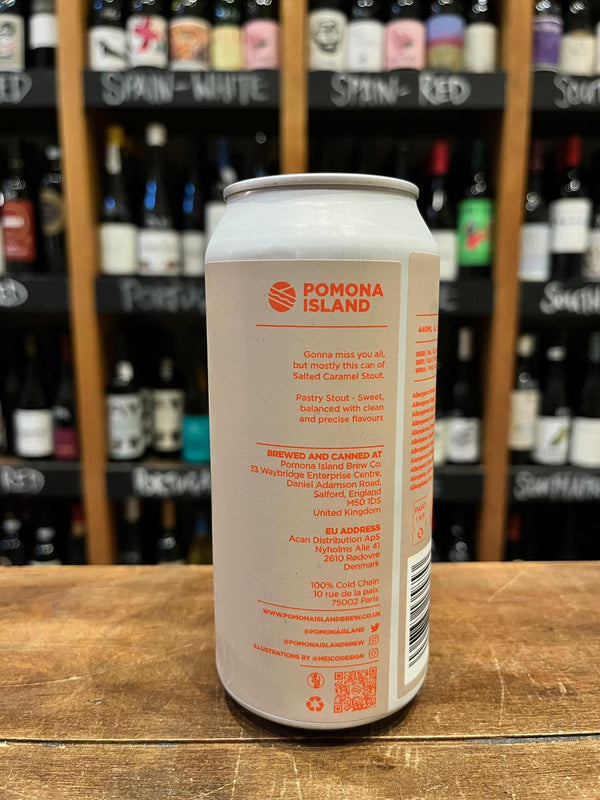 SPAIN-WHITE
SPAIN-RED
POMONA
ISLAND
Gonna miss you all,
but mostly this can of
Salted Caramel Stout.
Pastry Stout - Sweet,
balanced with clean
and precise flavours
BREWED AND CANNED AT
Pomona Island Brew Co.
33 Waybridge Enterprise Centre,
Daniel Adamson Road,
Salford, England
M50 1DS
United Kingdom
EU ADDRESS
Acan Distribution ApS
Nyholms Allé 41
2610 Rødovre
Denmark
100% Cold Chain
10 rue de la paix
75002 Paris
WWW.POMONAISLANDBREW.CO.UK
@POMONAISLAND
@POMONAISLANDBREW
ILLUSTRATIONS BY @MEICODESIGN
440ML